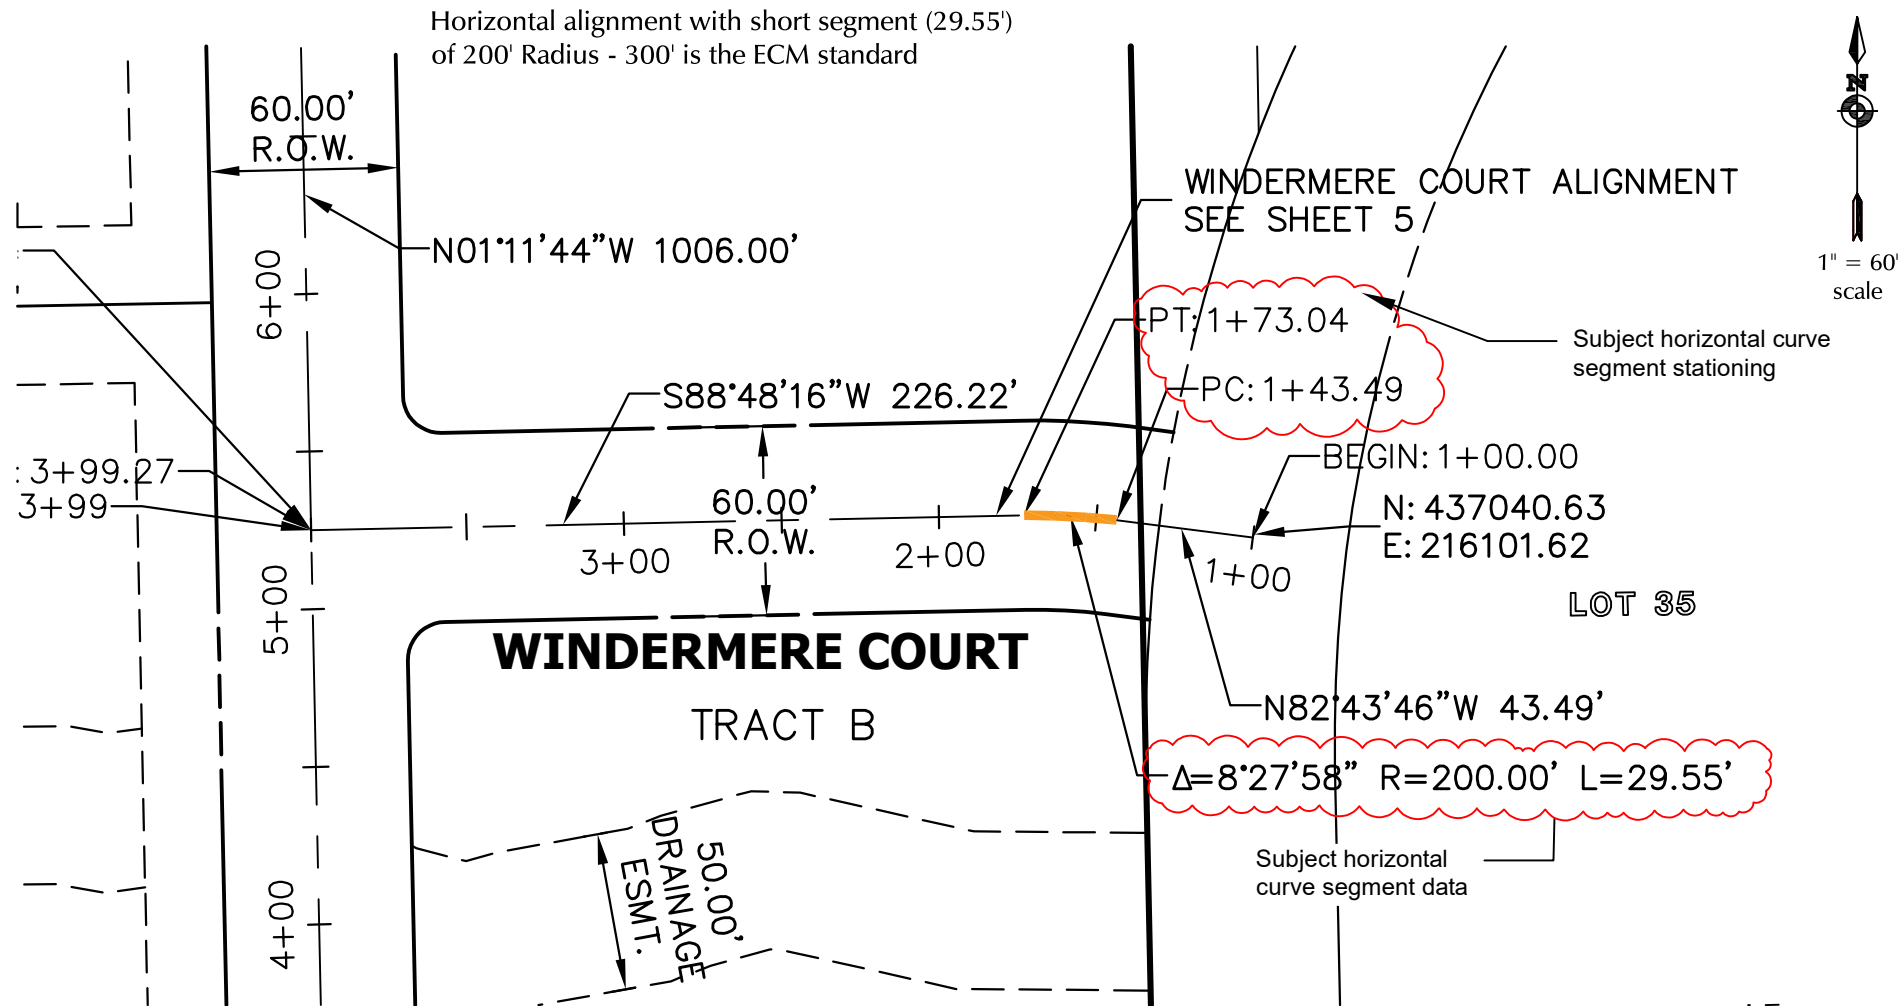 Horizontal alignment with short segment (29.55')
of 200' Radius - 300' is the ECM standard
60.00'
R.O.W.
N
1" = 60'
scale
WINDERMERE COURT ALIGNMENT
SEE SHEET 5
N01°11'44"W 1006.00'
6+00
PT: 1+73.04
Subject horizontal curve
segment stationing
PC: 1+43.49
S88°48'16"W 226.22'
: 3+99.27
3+99
BEGIN: 1+00.00
N: 437040.63
E: 216101.62
60.00'
R.O.W.
3+00
2+00
1+00
5+00
LOT 35
WINDERMERE COURT
TRACT B
N82°43'46"W 43.49'
Δ=8°27'58" R=200.00' L=29.55'
Subject horizontal
curve segment data
50.00'
DRAINAGE
ESMT.
4+00